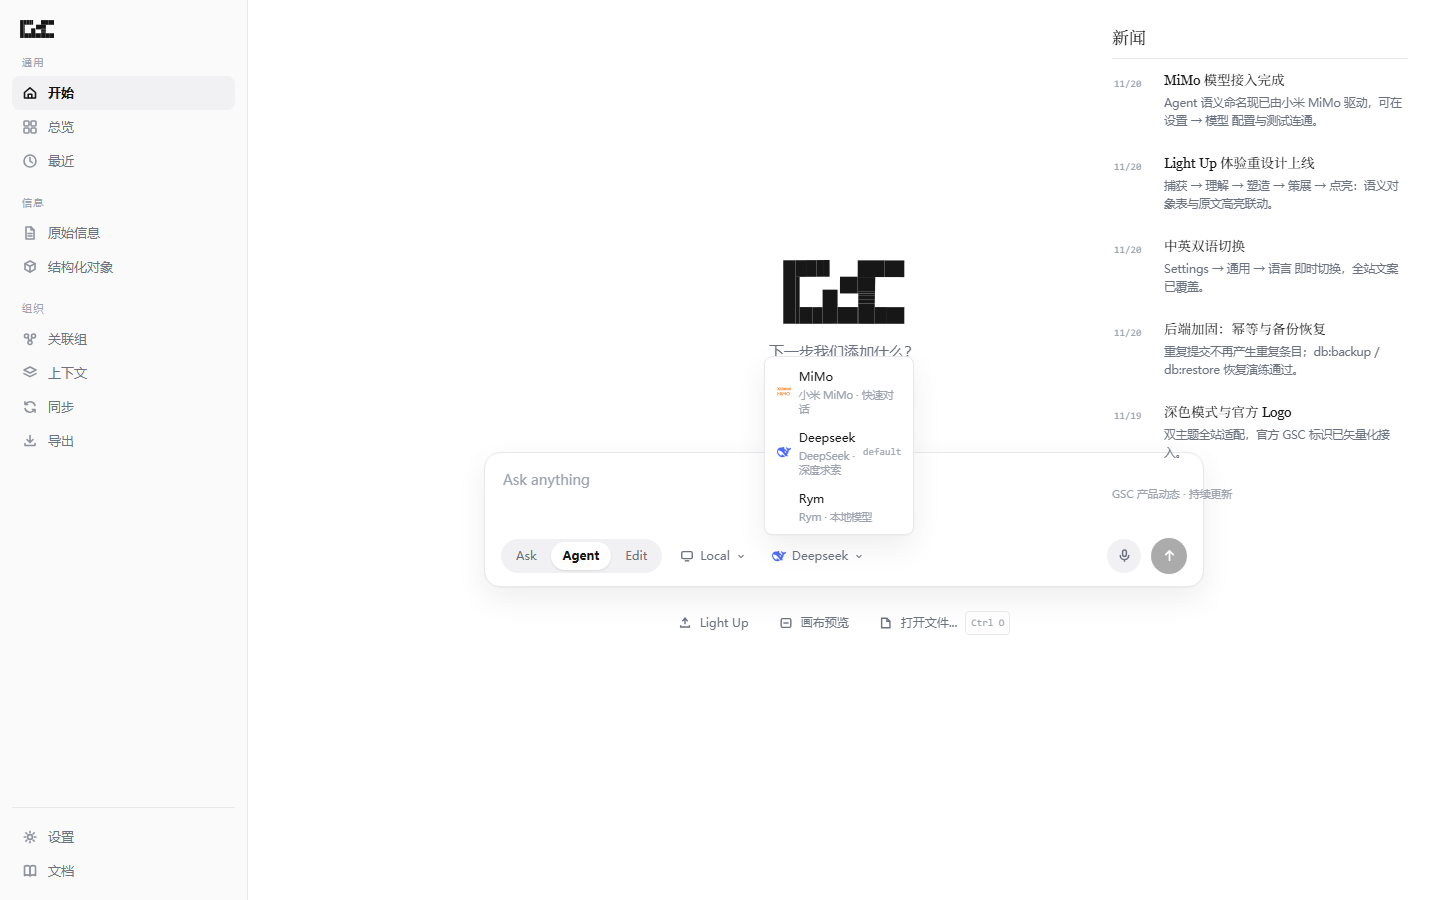 GSC
通用
开始
总览
最近
信息
原始信息
结构化对象
组织
关联组
上下文
同步
导出
设置
文档
GSC
下一步我们添加什么？
MiMo
小米 MiMo · 快速对
话
Deepseek
DeepSeek ·
深度求索
default
Rym
Rym · 本地模型
Ask anything
Ask
Agent
Edit
Local
Deepseek
Light Up
画布预览
打开文件...
Ctrl O
新闻
11/20
MiMo 模型接入完成
Agent 语义命名现已由小米 MiMo 驱动，可在
设置 → 模型 配置与测试连通。
11/20
Light Up 体验重设计上线
捕获 → 理解 → 塑造 → 策展 → 点亮：语义对
象表与原文高亮联动。
11/20
中英双语切换
Settings → 通用 → 语言 即时切换，全站文案
已覆盖。
11/20
后端加固：幂等与备份恢复
重复提交不再产生重复条目；db:backup /
db:restore 恢复演练通过。
11/19
深色模式与官方 Logo
双主题全站适配，官方 GSC 标识已矢量化接
入。
GSC 产品动态 · 持续更新